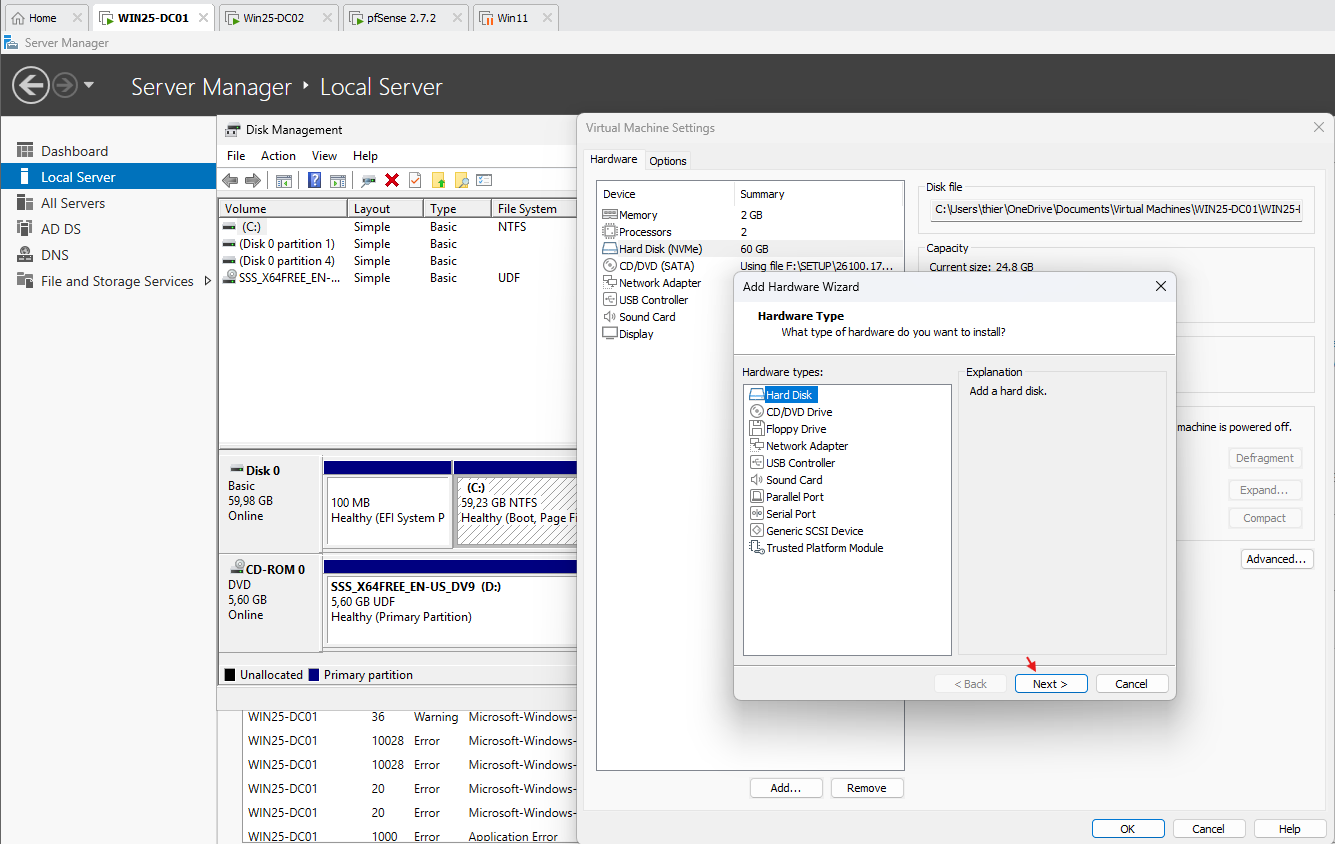 Home
WIN25-DC01
Win25-DC02
pfSense 2.7.2
Win11
Server Manager
Server Manager
Local Server
Dashboard
Local Server
All Servers
AD DS
DNS
File and Storage Services
Disk Management
File Action View Help
Volume Layout Type File System
(C:) Simple Basic NTFS
(Disk 0 partition 1) Simple Basic
(Disk 0 partition 4) Simple Basic
SSS_X64FREE_EN-... Simple Basic UDF
Disk 0
Basic
59,98 GB
Online
100 MB
Healthy (EFI System P
(C:)
59,23 GB NTFS
Healthy (Boot, Page Fi
CD-ROM 0
DVD
5,60 GB
Online
SSS_X64FREE_EN-US_DV9 (D:)
5,60 GB UDF
Healthy (Primary Partition)
Unallocated Primary partition
WIN25-DC01 36 Warning Microsoft-Windows-
WIN25-DC01 10028 Error Microsoft-Windows-
WIN25-DC01 10028 Error Microsoft-Windows-
WIN25-DC01 20 Error Microsoft-Windows-
WIN25-DC01 20 Error Microsoft-Windows-
WIN25-DC01 1000 Error Application Error
Virtual Machine Settings
Hardware Options
Device Summary
Memory 2 GB
Processors 2
Hard Disk (NVMe) 60 GB
CD/DVD (SATA) Using file F:\SETUP\26100.17...
Network Adapter
USB Controller
Sound Card
Display
Disk file
C:\Users\thier\OneDrive\Documents\Virtual Machines\WIN25-DC01\WIN25-
Capacity
Current size: 24.8 GB
machine is powered off.
Defragment
Expand...
Compact
Advanced...
Add Hardware Wizard
Hardware Type
What type of hardware do you want to install?
Hardware types:
Hard Disk
CD/DVD Drive
Floppy Drive
Network Adapter
USB Controller
Sound Card
Parallel Port
Serial Port
Generic SCSI Device
Trusted Platform Module
Explanation
Add a hard disk.
< Back Next > Cancel
Add... Remove
OK Cancel Help